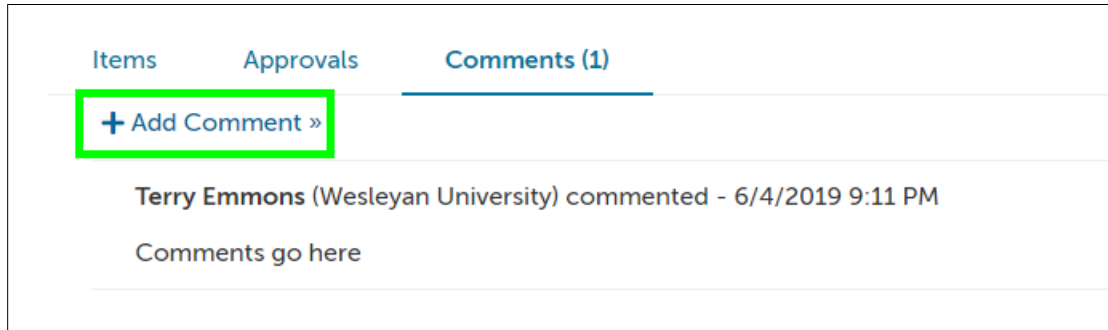 Items Approvals Comments (1)
+ Add Comment »
Terry Emmons (Wesleyan University) commented - 6/4/2019 9:11 PM
Comments go here